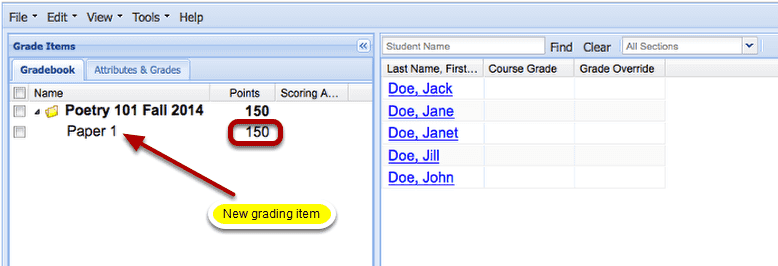 File Edit View Tools Help
Grade Items
Gradebook Attributes & Grades
Name Points Scoring A...
Poetry 101 Fall 2014 150
Paper 1 150
New grading item
Student Name Find Clear All Sections
Last Name, First... Course Grade Grade Override
Doe, Jack
Doe, Jane
Doe, Janet
Doe, Jill
Doe, John